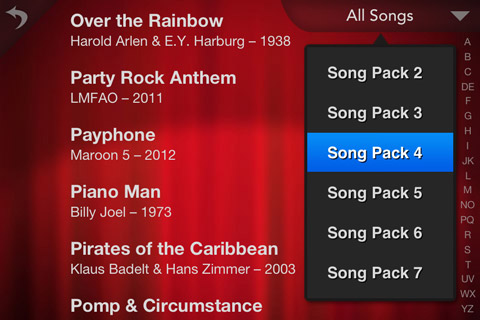 Over the Rainbow
Harold Arlen & E.Y. Harburg – 1938
Party Rock Anthem
LMFAO – 2011
Payphone
Maroon 5 – 2012
Piano Man
Billy Joel – 1973
Pirates of the Caribbean
Klaus Badelt & Hans Zimmer – 2003
Pomp & Circumstance
All Songs
Song Pack 2
Song Pack 3
Song Pack 4
Song Pack 5
Song Pack 6
Song Pack 7
A
B
C
DE
F
G
H
I
JK
L
M
NO
PQ
R
S
T
UV
WX
YZ